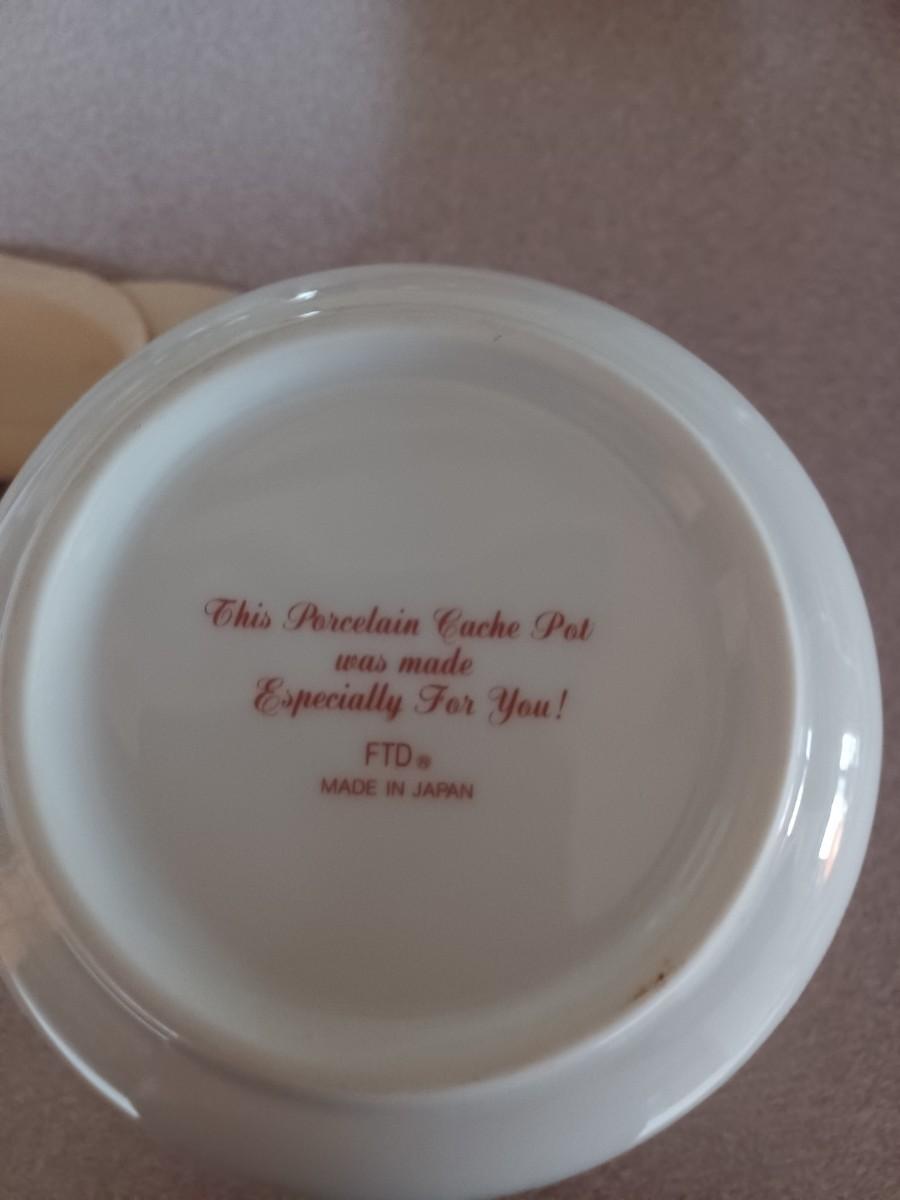 This Porcelain Cache Pot
was made
Especially For You!
FTD®
MADE IN JAPAN